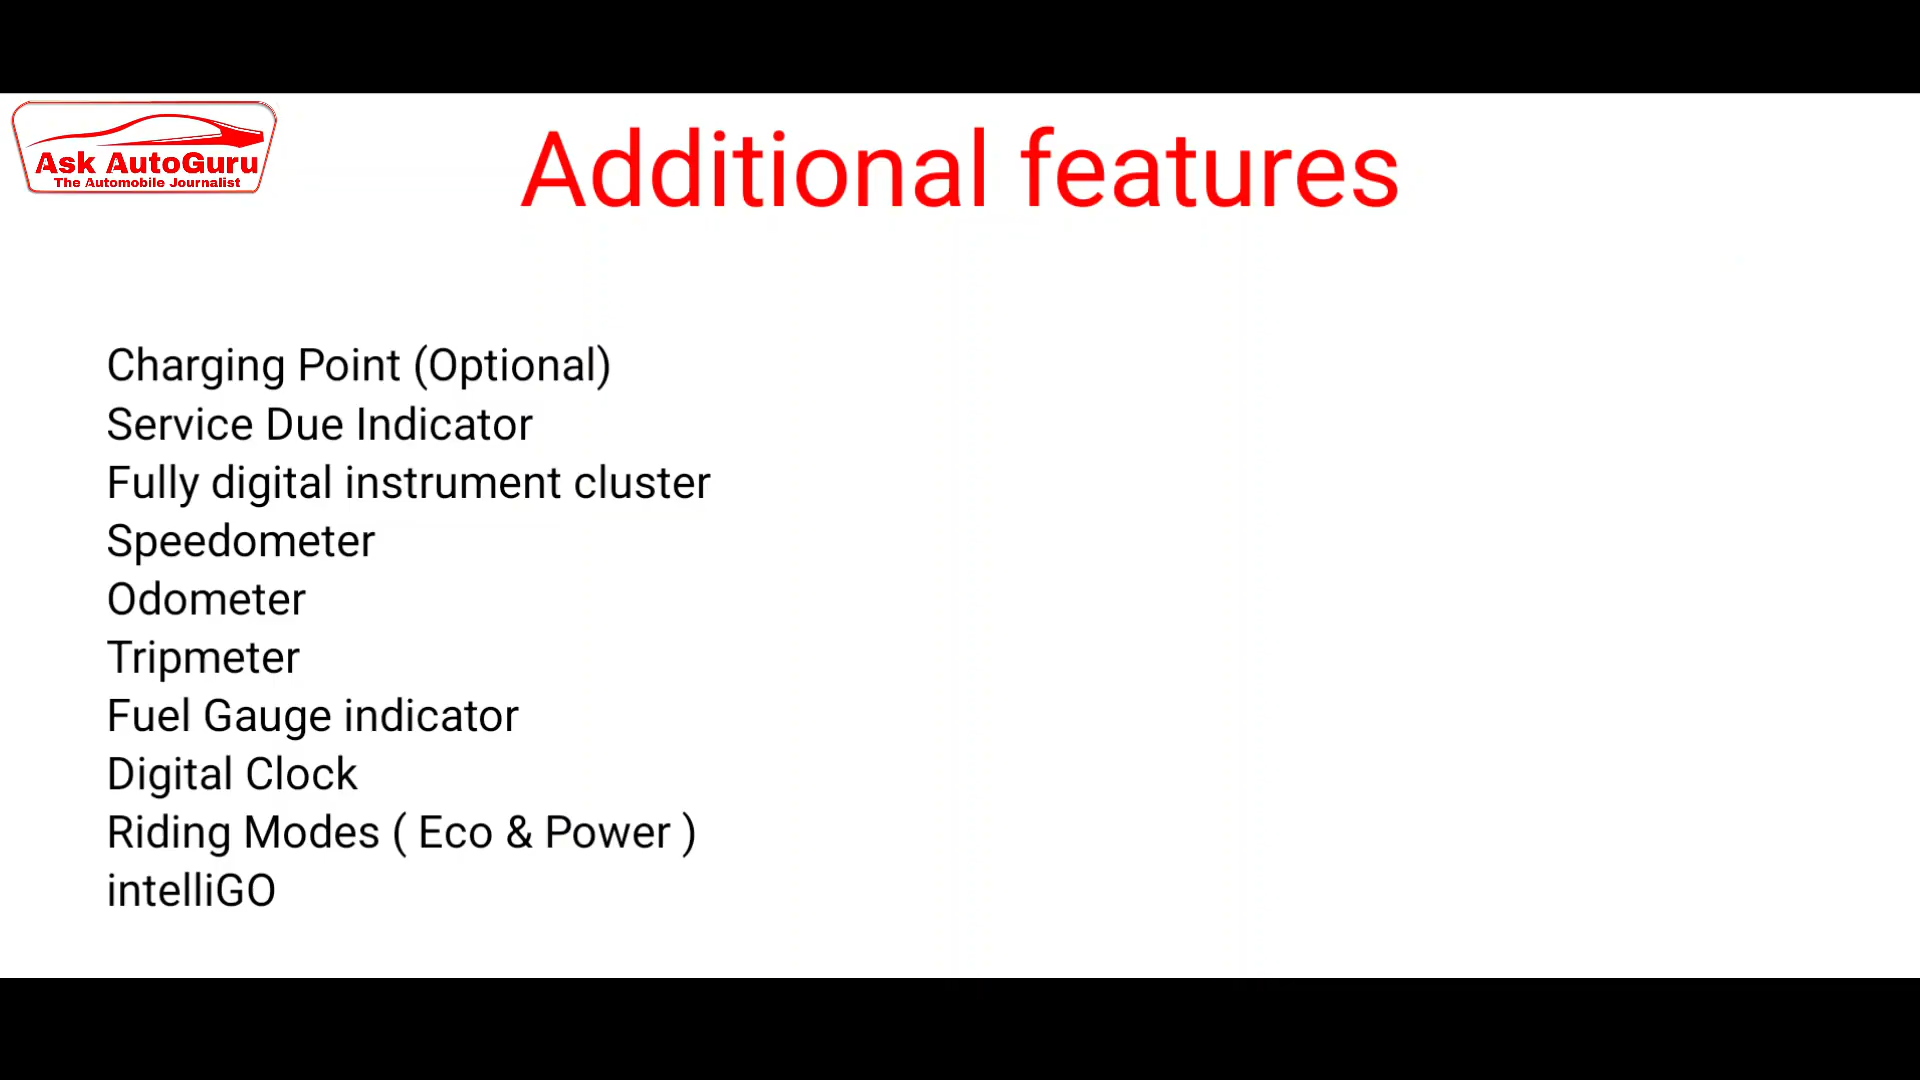 Ask AutoGuru
The Automobile Journalist
Additional features
Charging Point (Optional)
Service Due Indicator
Fully digital instrument cluster
Speedometer
Odometer
Tripmeter
Fuel Gauge indicator
Digital Clock
Riding Modes ( Eco & Power )
intelliGO